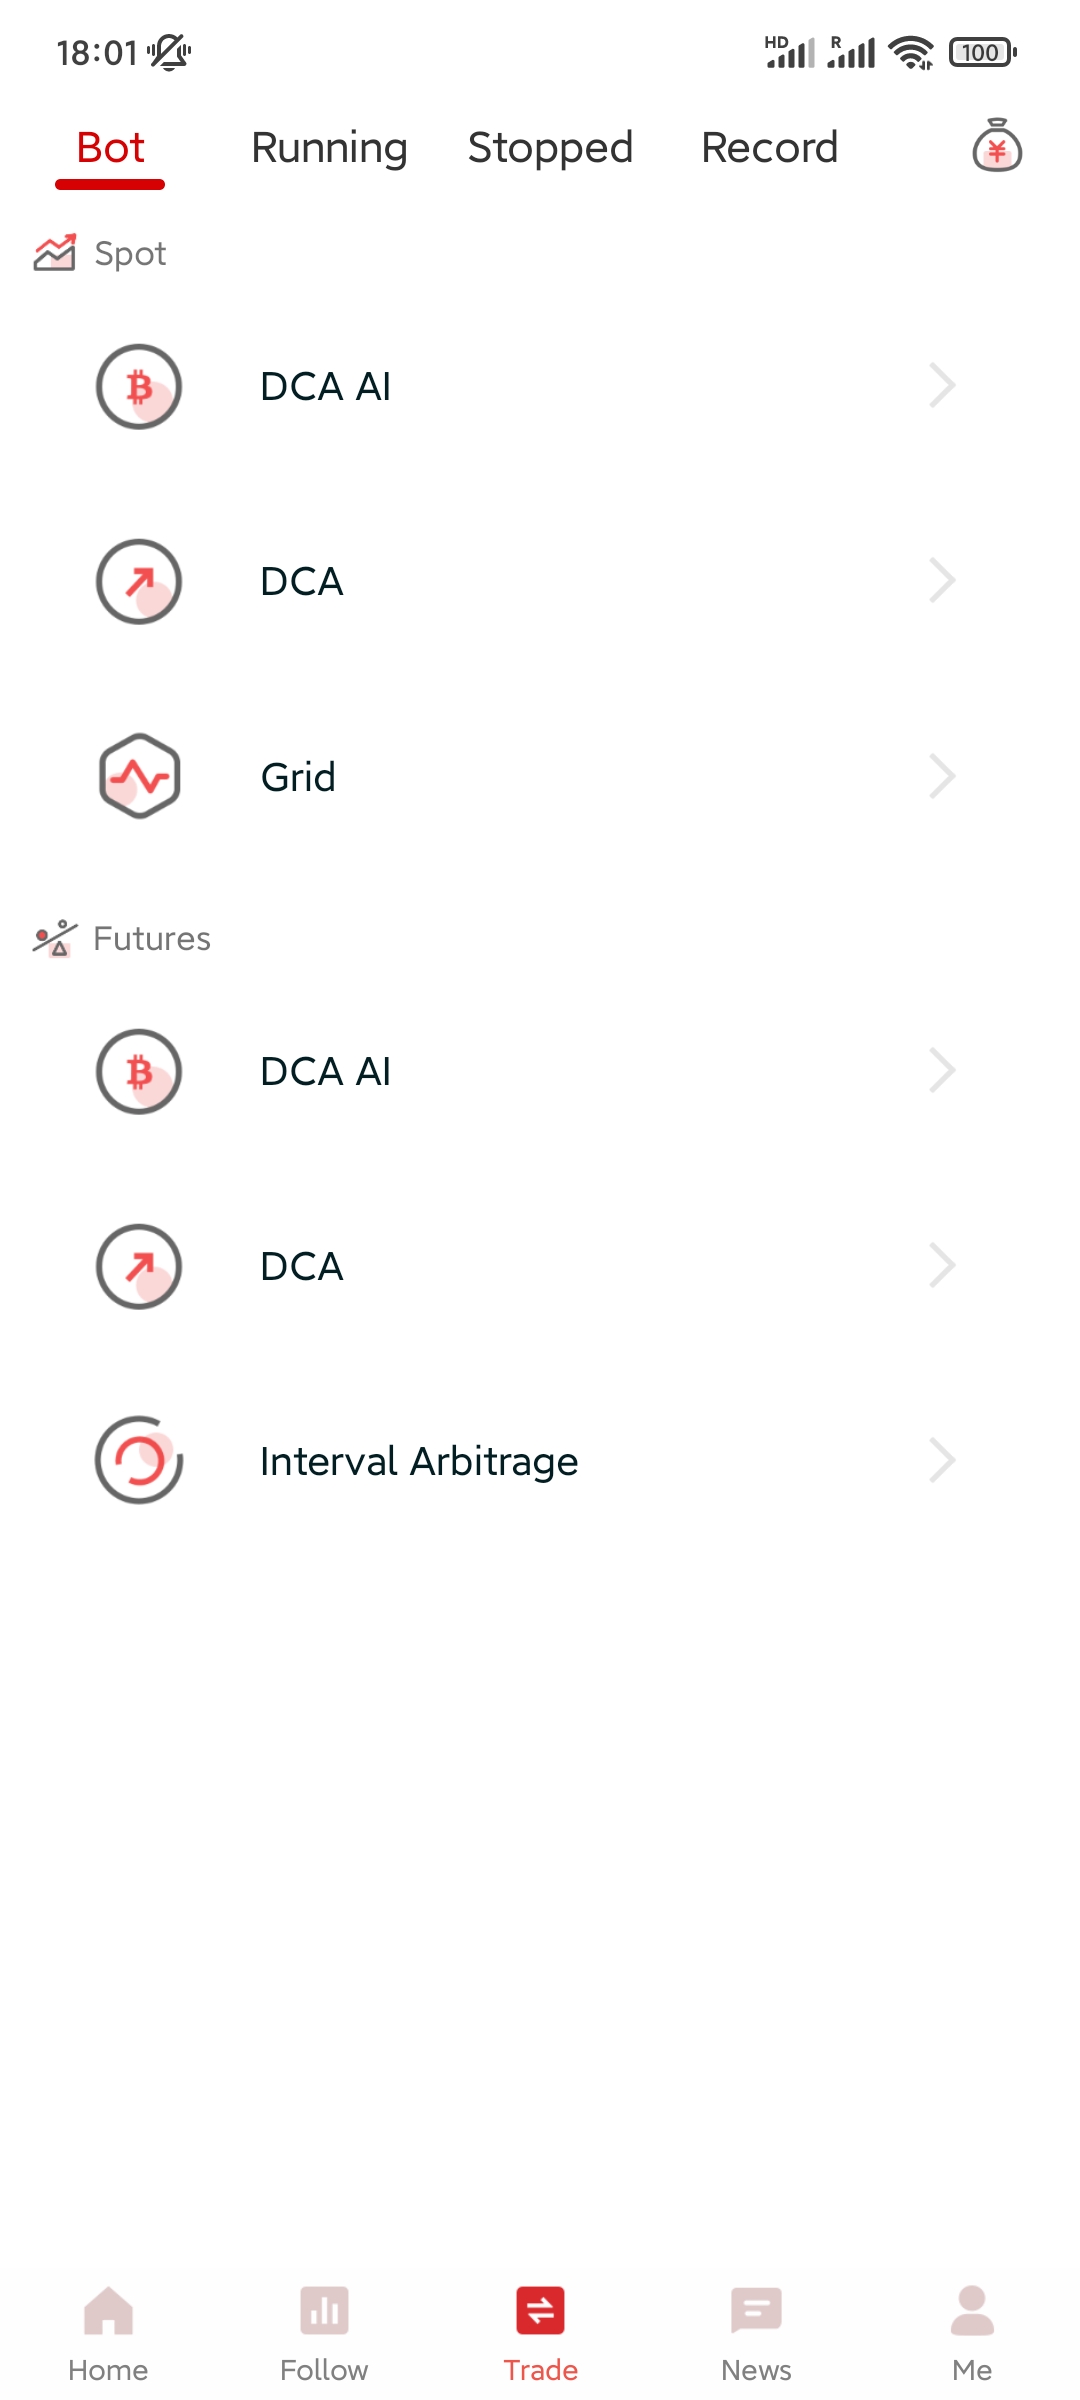 18:01 HD R 100
Bot Running Stopped Record ¥
Spot
DCA AI
DCA
Grid
Futures
DCA AI
DCA
Interval Arbitrage
Home Follow Trade News Me